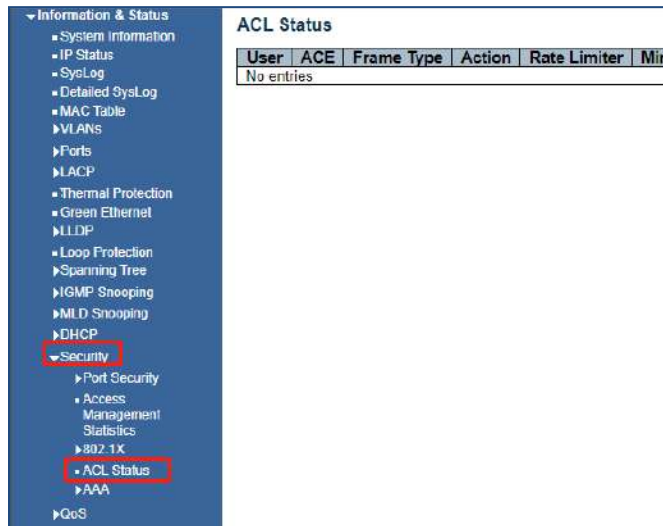 Information & Status
System Information
IP Status
SysLog
Detailed SysLog
MAC Table
VLANs
Ports
LACP
Thermal Protection
Green Ethernet
LLDP
Loop Protection
Spanning Tree
IGMP Snooping
MLD Snooping
DHCP
Security
Port Security
Access
Management
Statistics
802.1X
ACL Status
AAA
QoS
ACL Status
User ACE Frame Type Action Rate Limiter
No entries